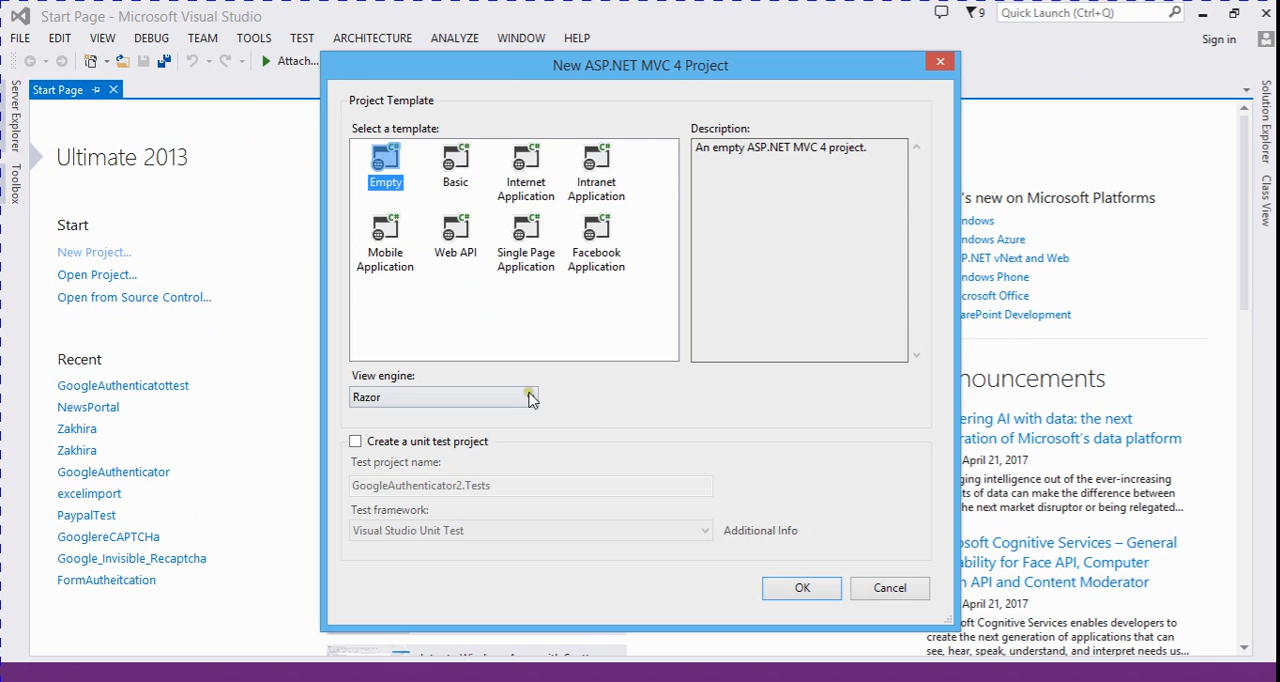 Start Page - Microsoft Visual Studio
9
Quick Launch (Ctrl+Q)
FILE EDIT VIEW DEBUG TEAM TOOLS TEST ARCHITECTURE ANALYZE WINDOW HELP
Sign in
Attach...
Start Page
Server Explorer
Toolbox
Solution Explorer
Class View
Ultimate 2013
Start
New Project...
Open Project...
Open from Source Control...
Recent
GoogleAuthenticatottest
NewsPortal
Zakhira
Zakhira
GoogleAuthenticator
excelimport
PaypalTest
GooglereCAPTCHa
Google_Invisible_Recaptcha
FormAutheitcation
New ASP.NET MVC 4 Project
Project Template
Select a template:
Empty
Basic
Internet
Application
Intranet
Application
Mobile
Application
Web API
Single Page
Application
Facebook
Application
Description:
An empty ASP.NET MVC 4 project.
View engine:
Razor
Create a unit test project
Test project name:
GoogleAuthenticator2.Tests
Test framework:
Visual Studio Unit Test
Additional Info
OK
Cancel
's new on Microsoft Platforms
ndows
ndows Azure
P.NET vNext and Web
ndows Phone
crosoft Office
arePoint Development
nouncements
ering AI with data: the next
ration of Microsoft's data platform
April 21, 2017
ging intelligence out of the ever-increasing
ts of data can make the difference between
the next market disruptor or being relegated...
osoft Cognitive Services – General
ability for Face API, Computer
n API and Content Moderator
April 21, 2017
oft Cognitive Services enables developers to
create the next generation of applications that can
see, hear, speak, understand, and interpret needs us...